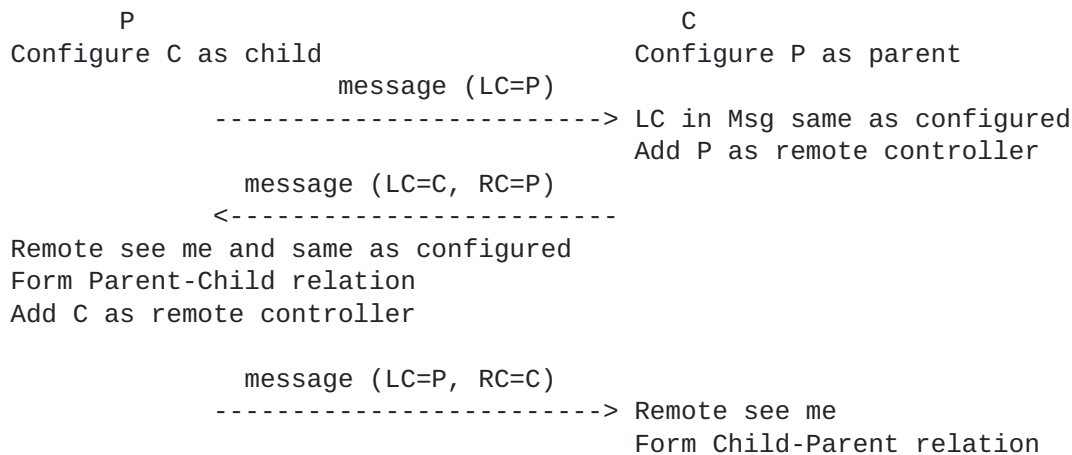 P                                   C
Configure C as child                    Configure P as parent
message (LC=P)
-------------------------> LC in Msg same as configured
Add P as remote controller
message (LC=C, RC=P)
<-------------------------
Remote see me and same as configured
Form Parent-Child relation
Add C as remote controller
message (LC=P, RC=C)
-------------------------> Remote see me
Form Child-Parent relation